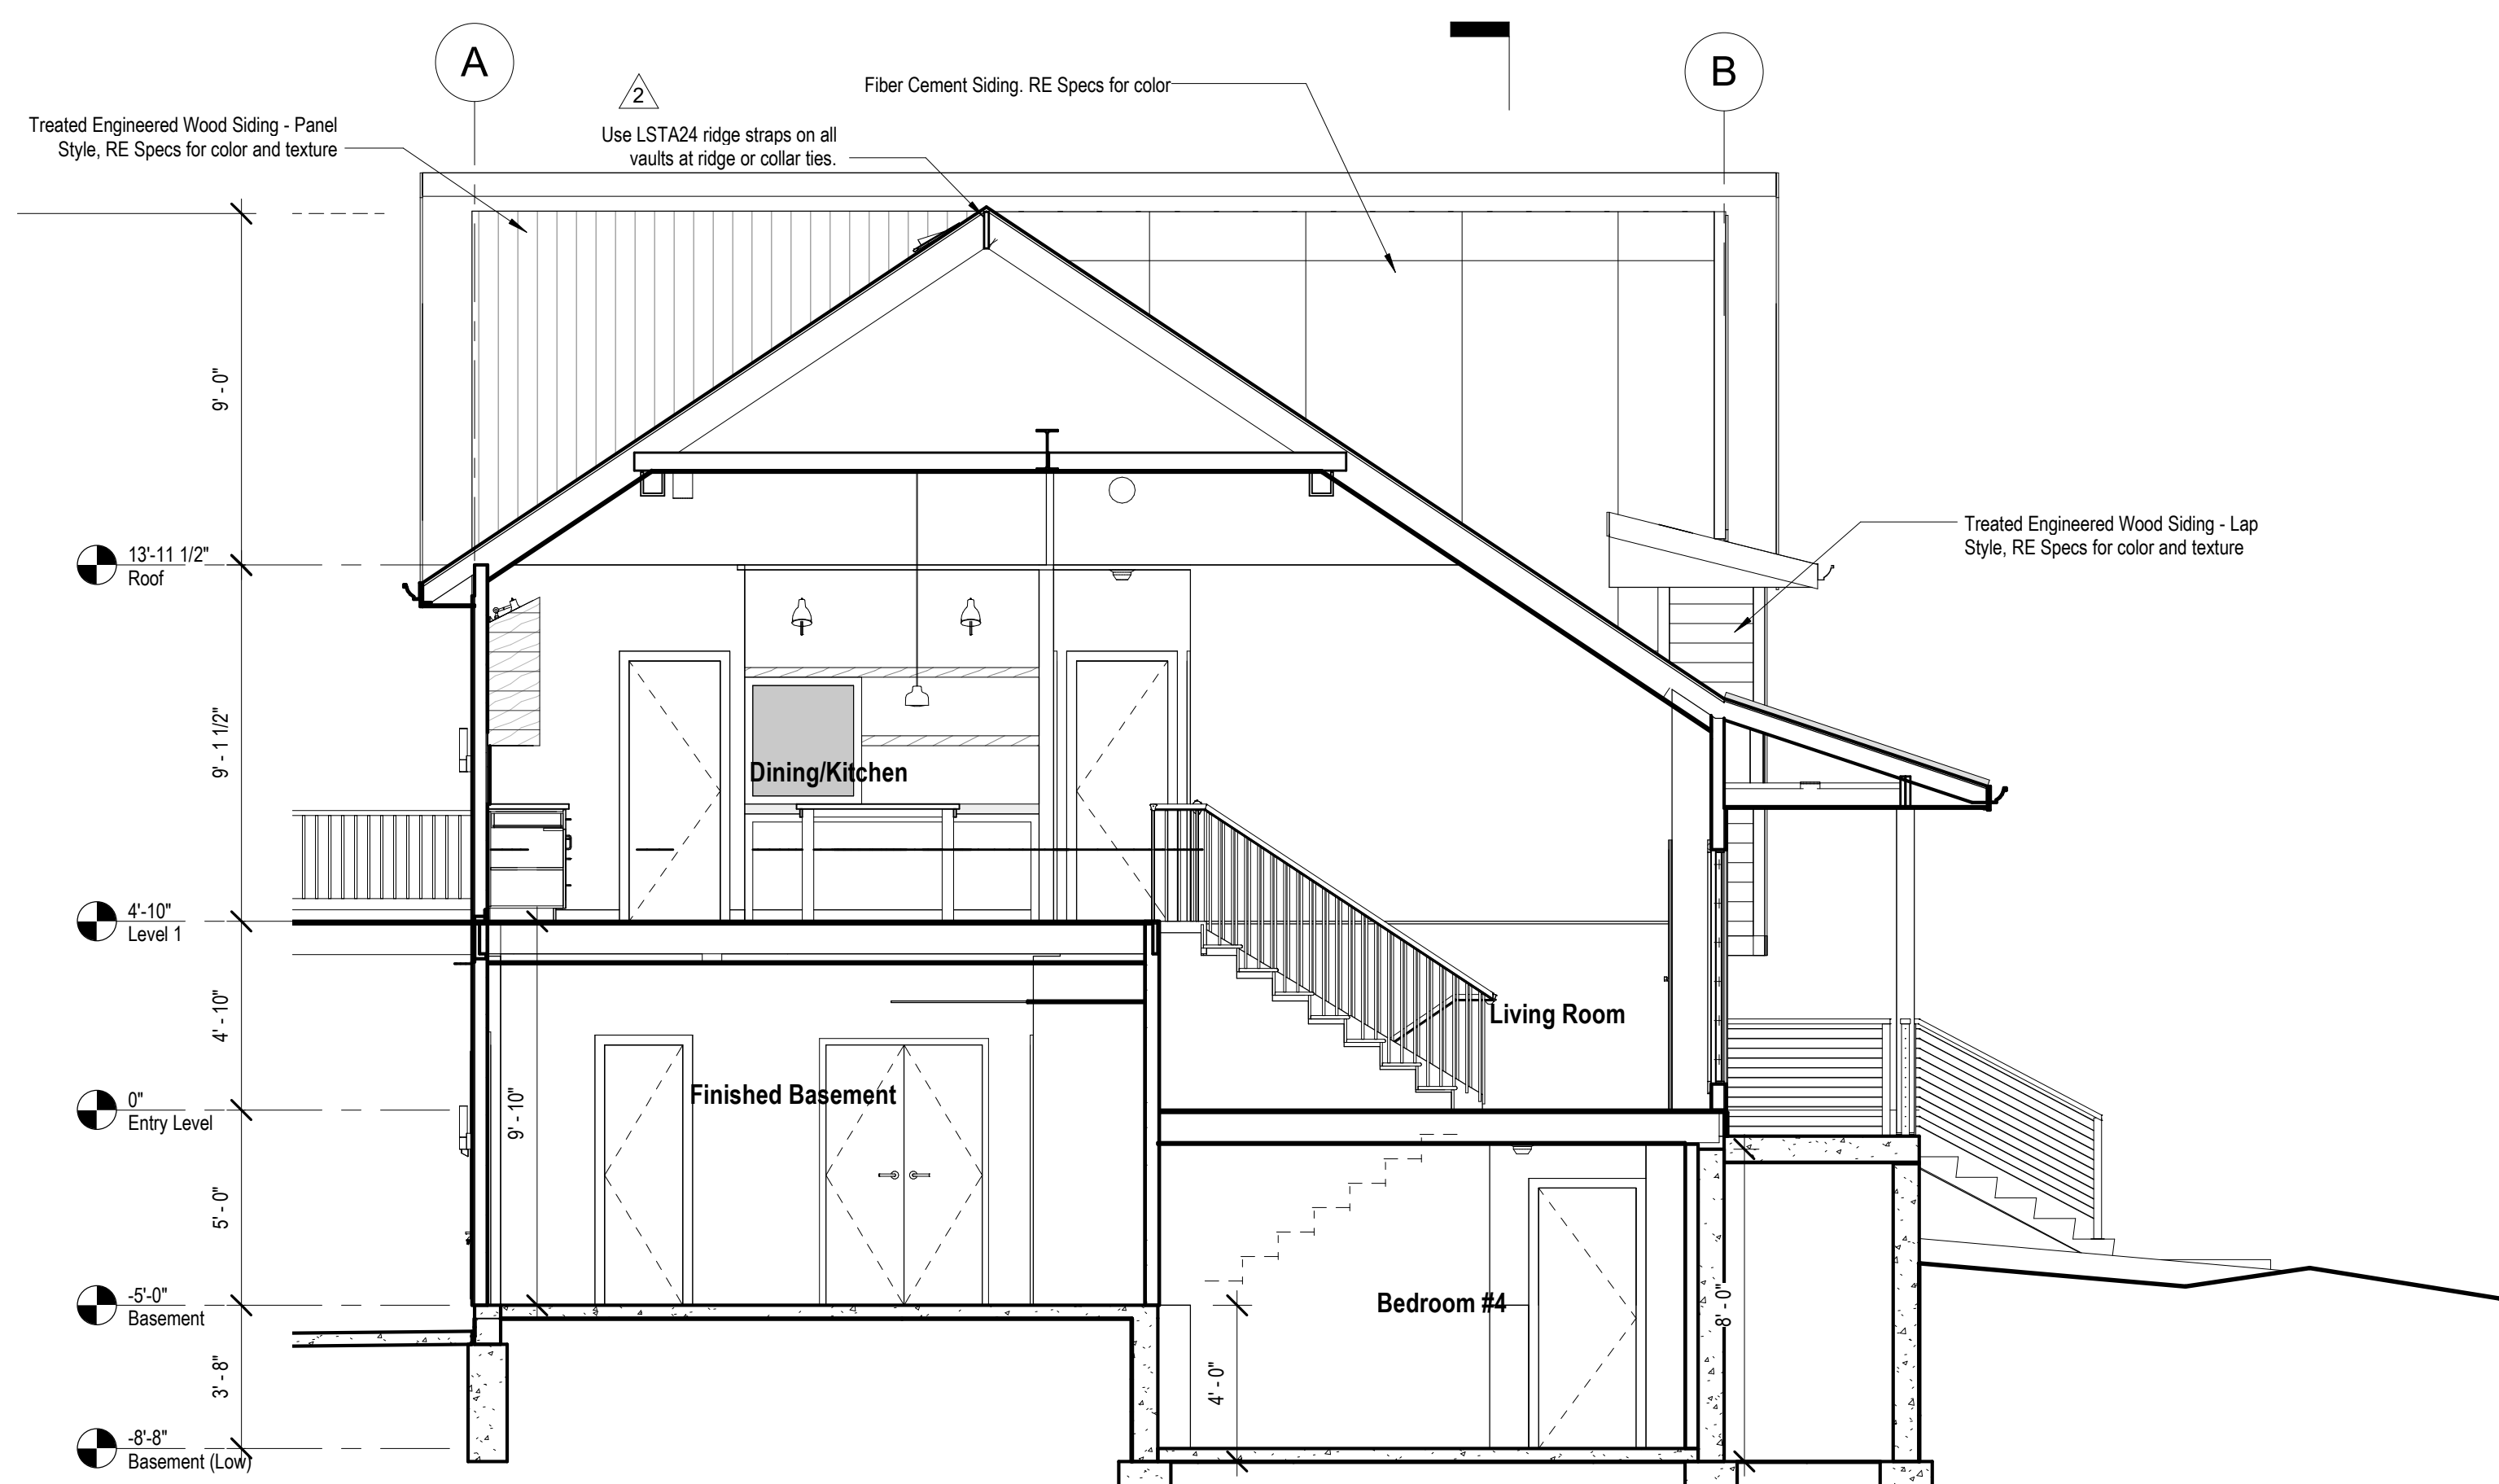 A
B
2
Fiber Cement Siding. RE Specs for color
Treated Engineered Wood Siding - Panel
Style, RE Specs for color and texture
Use LSTA24 ridge straps on all
vaults at ridge or collar ties.
9' - 0"
Treated Engineered Wood Siding - Lap
Style, RE Specs for color and texture
13'-11 1/2"
Roof
9' - 1 1/2"
Dining/Kitchen
4'-10"
Level 1
4' - 10"
Living Room
Finished Basement
9' - 10"
0"
Entry Level
5' - 0"
-5'-0"
Basement
Bedroom #4
8' - 0"
3' - 8"
4' - 0"
-8'-8"
Basement (Low)